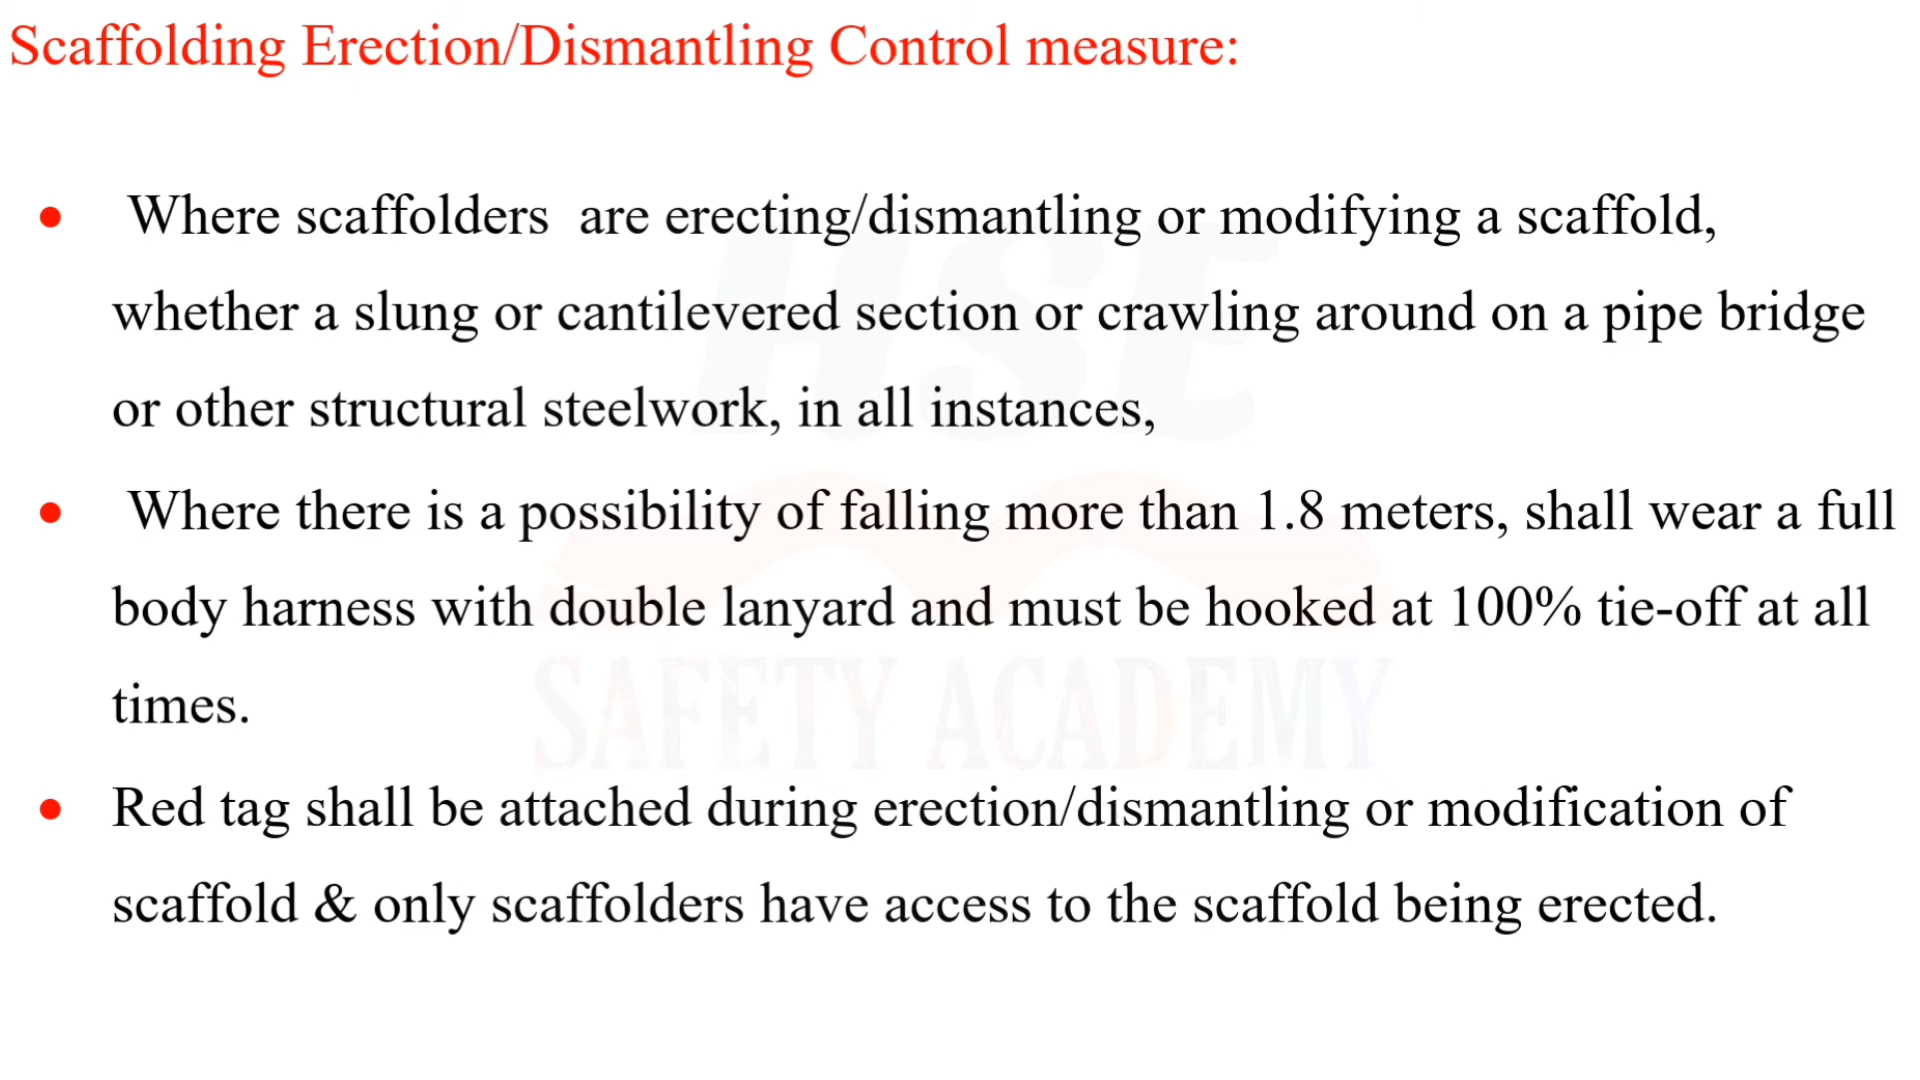 Scaffolding Erection/Dismantling Control measure:
• Where scaffolders are erecting/dismantling or modifying a scaffold,
whether a slung or cantilevered section or crawling around on a pipe bridge
or other structural steelwork, in all instances,
• Where there is a possibility of falling more than 1.8 meters, shall wear a full
body harness with double lanyard and must be hooked at 100% tie-off at all
times.
• Red tag shall be attached during erection/dismantling or modification of
scaffold & only scaffolders have access to the scaffold being erected.
HSE
SAFETY ACADEMY